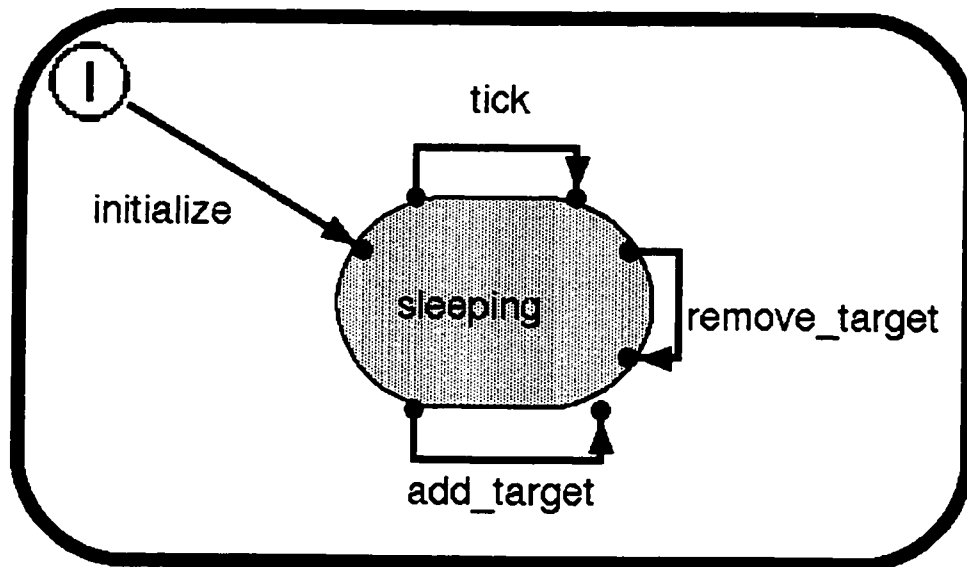 I
tick
initialize
sleeping
remove_target
add_target